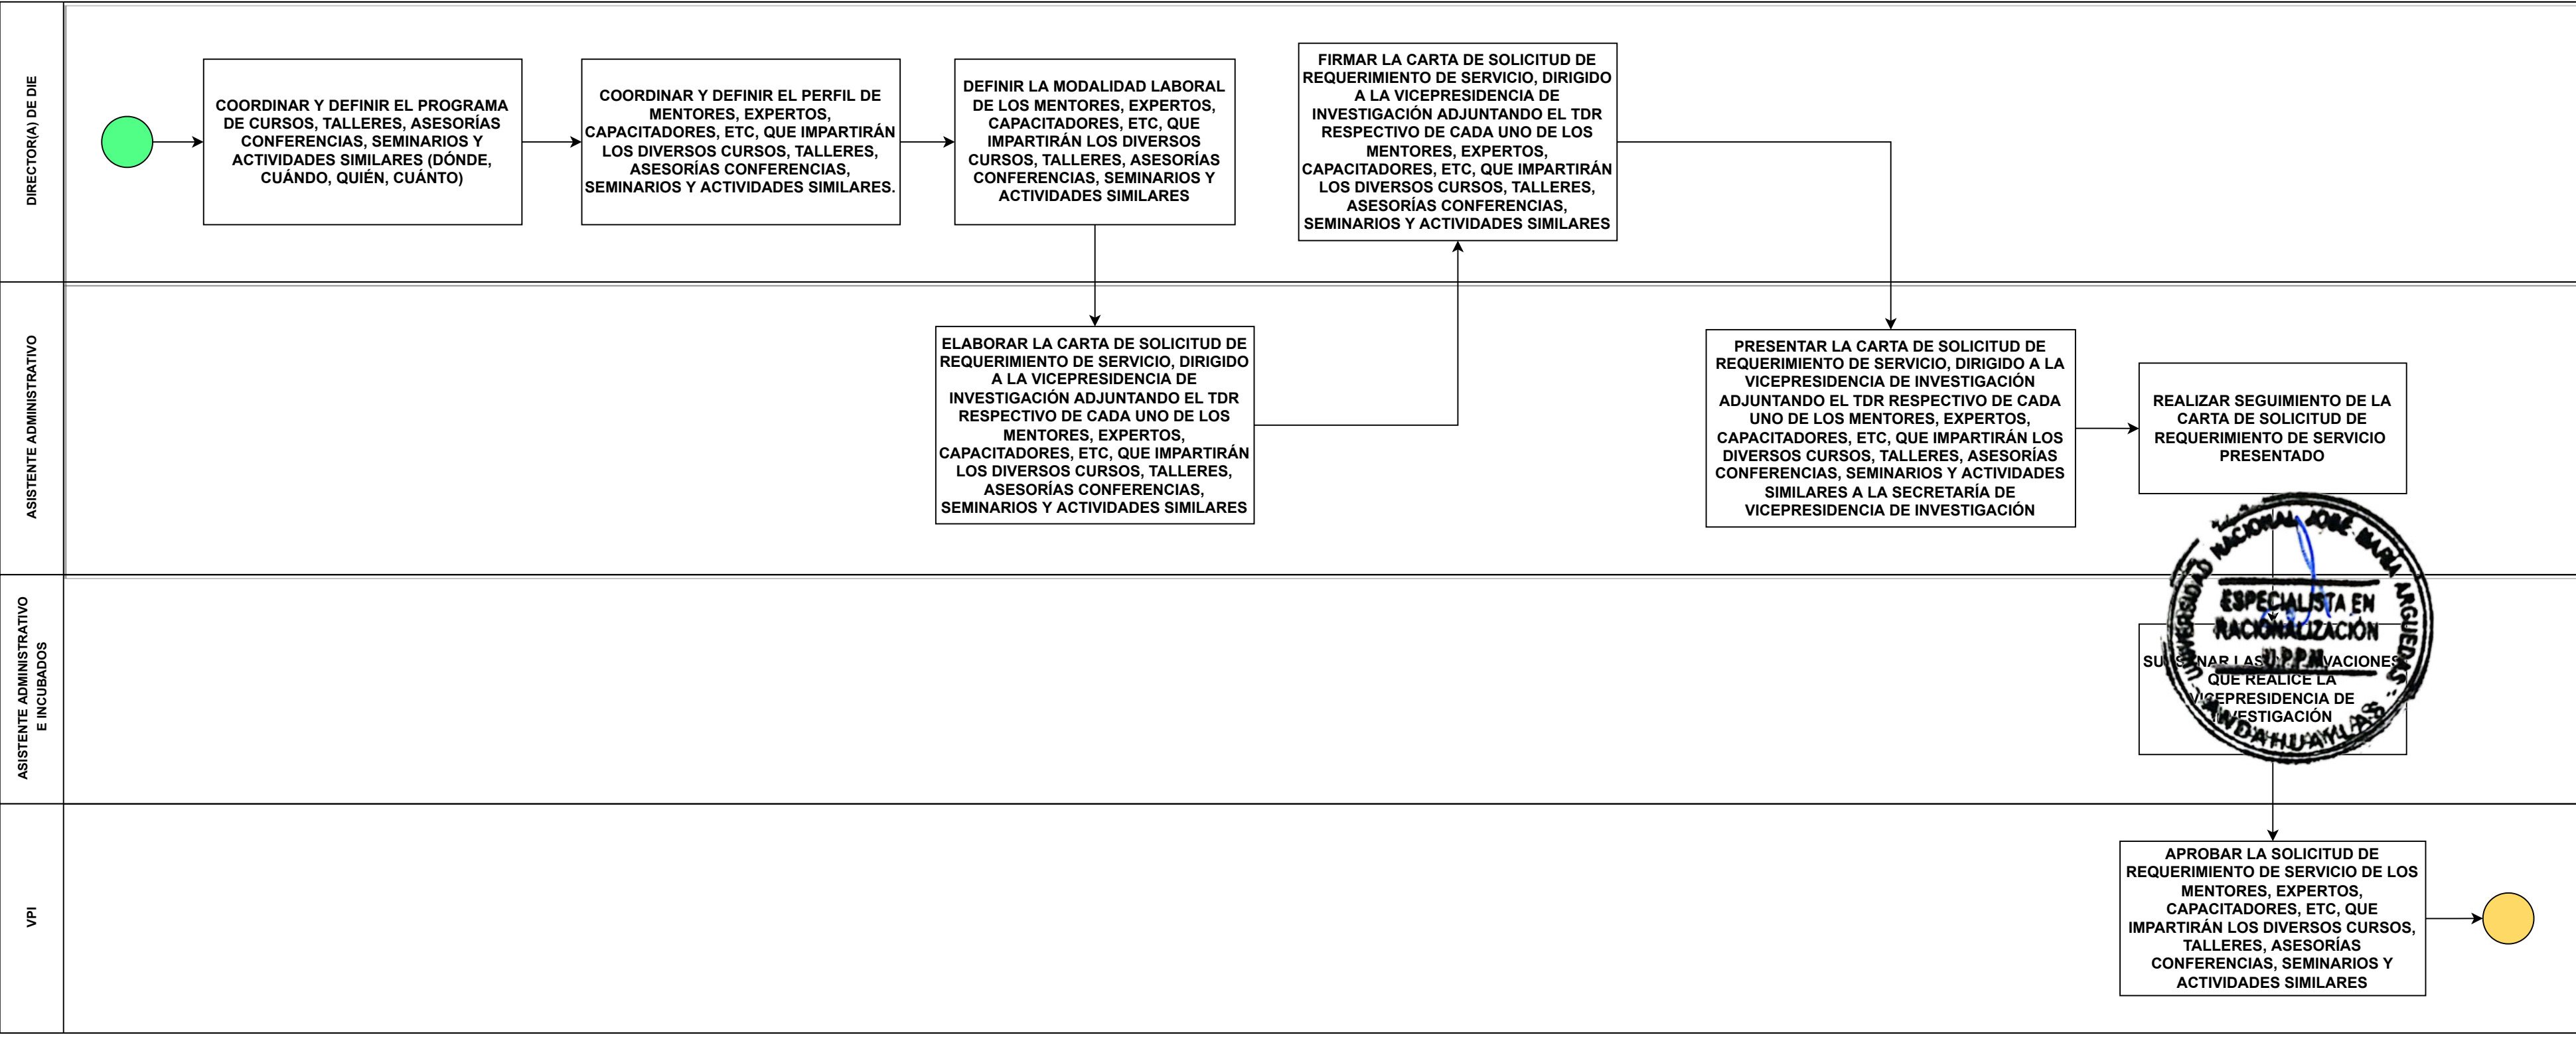 DIRECTOR(A) DE DIE
COORDINAR Y DEFINIR EL PROGRAMA
DE CURSOS, TALLERES, ASESORÍAS
CONFERENCIAS, SEMINARIOS Y
ACTIVIDADES SIMILARES (DÓNDE,
CUÁNDO, QUIÉN, CUÁNTO)
COORDINAR Y DEFINIR EL PERFIL DE
MENTORES, EXPERTOS,
CAPACITADORES, ETC, QUE IMPARTIRÁN
LOS DIVERSOS CURSOS, TALLERES,
ASESORÍAS CONFERENCIAS,
SEMINARIOS Y ACTIVIDADES SIMILARES.
DEFINIR LA MODALIDAD LABORAL
DE LOS MENTORES, EXPERTOS,
CAPACITADORES, ETC, QUE
IMPARTIRÁN LOS DIVERSOS
CURSOS, TALLERES, ASESORÍAS
CONFERENCIAS, SEMINARIOS Y
ACTIVIDADES SIMILARES
FIRMAR LA CARTA DE SOLICITUD DE
REQUERIMIENTO DE SERVICIO, DIRIGIDO
A LA VICEPRESIDENCIA DE
INVESTIGACIÓN ADJUNTANDO EL TDR
RESPECTIVO DE CADA UNO DE LOS
MENTORES, EXPERTOS,
CAPACITADORES, ETC, QUE IMPARTIRÁN
LOS DIVERSOS CURSOS, TALLERES,
ASESORÍAS CONFERENCIAS,
SEMINARIOS Y ACTIVIDADES SIMILARES
ASISTENTE ADMINISTRATIVO
ELABORAR LA CARTA DE SOLICITUD DE
REQUERIMIENTO DE SERVICIO, DIRIGIDO
A LA VICEPRESIDENCIA DE
INVESTIGACIÓN ADJUNTANDO EL TDR
RESPECTIVO DE CADA UNO DE LOS
MENTORES, EXPERTOS,
CAPACITADORES, ETC, QUE IMPARTIRÁN
LOS DIVERSOS CURSOS, TALLERES,
ASESORÍAS CONFERENCIAS,
SEMINARIOS Y ACTIVIDADES SIMILARES
PRESENTAR LA CARTA DE SOLICITUD DE
REQUERIMIENTO DE SERVICIO, DIRIGIDO A LA
VICEPRESIDENCIA DE INVESTIGACIÓN
ADJUNTANDO EL TDR RESPECTIVO DE CADA
UNO DE LOS MENTORES, EXPERTOS,
CAPACITADORES, ETC, QUE IMPARTIRÁN LOS
DIVERSOS CURSOS, TALLERES, ASESORÍAS
CONFERENCIAS, SEMINARIOS Y ACTIVIDADES
SIMILARES A LA SECRETARÍA DE
VICEPRESIDENCIA DE INVESTIGACIÓN
REALIZAR SEGUIMIENTO DE LA
CARTA DE SOLICITUD DE
REQUERIMIENTO DE SERVICIO
PRESENTADO
ASISTENTE ADMINISTRATIVO
E INCUBADOS
UNIVERSIDAD NACIONAL JOSÉ MARÍA ARGUEDAS
ESPECIALISTA EN
RACIONALIZACIÓN
UPPM
ANDAHUAYLAS
LAS
QUE REALICE LA
VICEPRESIDENCIA DE
INVESTIGACIÓN
VPI
APROBAR LA SOLICITUD DE
REQUERIMIENTO DE SERVICIO DE LOS
MENTORES, EXPERTOS,
CAPACITADORES, ETC, QUE
IMPARTIRÁN LOS DIVERSOS CURSOS,
TALLERES, ASESORÍAS
CONFERENCIAS, SEMINARIOS Y
ACTIVIDADES SIMILARES